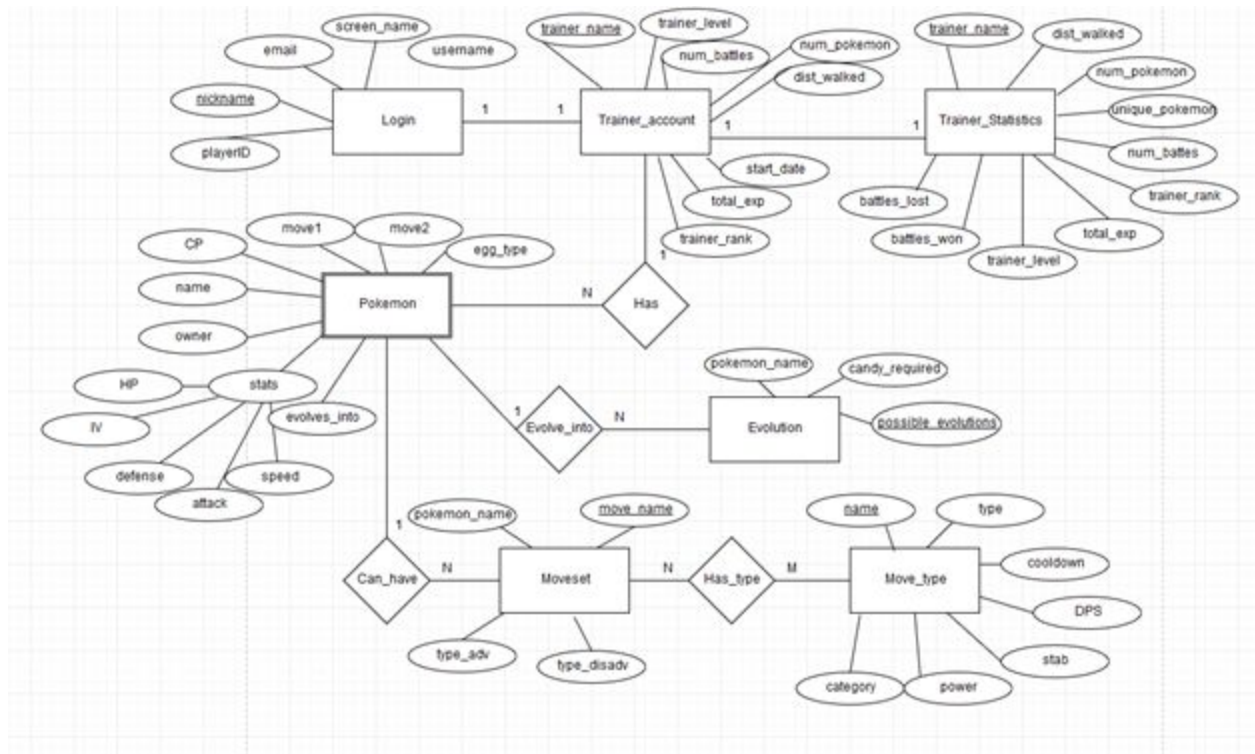 screen_name
email
username
nickname
playerID
Login
1
1
trainer_name
trainer_level
num_battles
num_pokemon
dist_walked
Trainer_account
start_date
total_exp
trainer_rank
1
1
trainer_name
dist_walked
num_pokemon
unique_pokemon
num_battes
trainer_rank
total_exp
trainer_level
battles_won
battles_lost
Trainer_Statistics
1
Has
N
move1
move2
egg_type
CP
name
owner
Pokemon
stats
HP
IV
defense
attack
speed
evolves_into
1
Evolve_into
N
pokemon_name
candy_required
possible_evolutions
Evolution
1
Can_have
N
pokemon_name
move_name
Moveset
type_adv
type_disadv
N
Has_type
M
name
type
cooldown
DPS
stab
power
category
Move_type